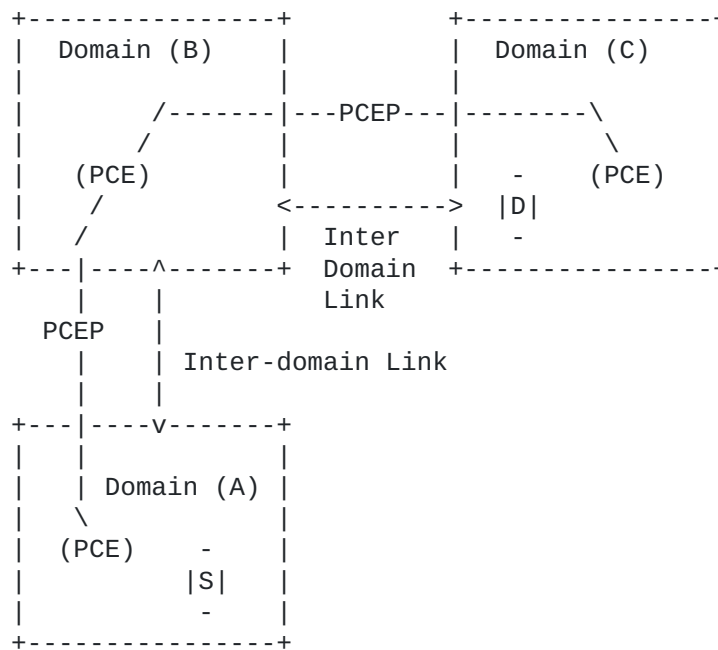 +----------------+          +-----------------
|  Domain (B)    |          |  Domain (C)
|                |          |
|        /-------|---PCEP---|--------\
|       /        |          |         \
|   (PCE)        |          |   -    (PCE)
|    /           <---------->  |D|
|   /            |  Inter   |   -
+---|----^-------+  Domain  +-----------------
    |    |          Link
  PCEP   |
    |    | Inter-domain Link
    |    |
+---|----v-------+
|   |            |
|   | Domain (A) |
|   \            |
|  (PCE)    -    |
|          |S|   |
|           -    |
+----------------+